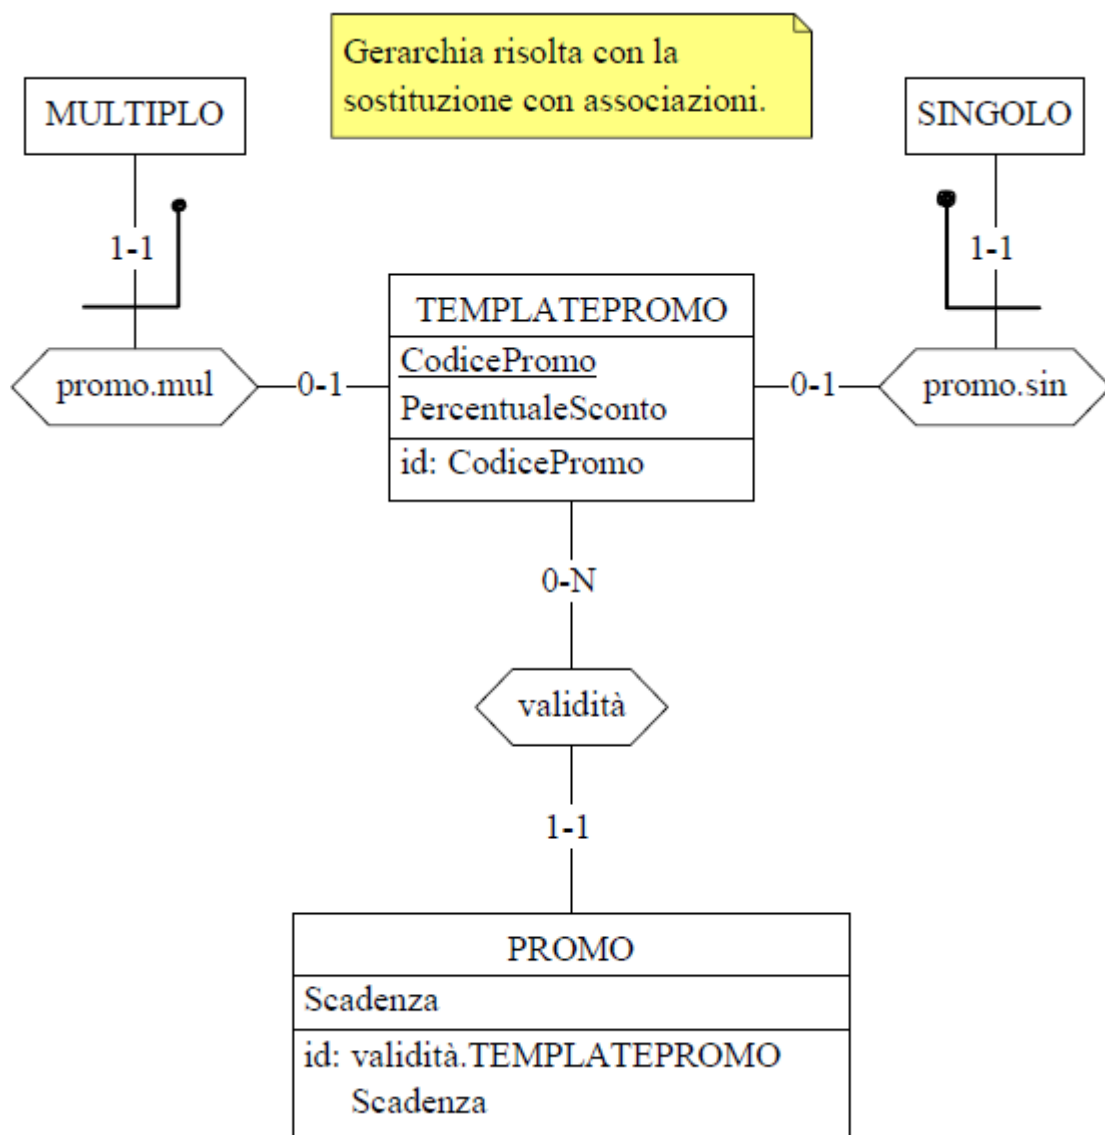 Gerarchia risolta con la
sostituzione con associazioni.
MULTIPLO
SINGOLO
1-1
1-1
TEMPLATEPROMO
CodicePromo
PercentualeSconto
id: CodicePromo
promo.mul
0-1
0-1
promo.sin
0-N
validità
1-1
PROMO
Scadenza
id: validità.TEMPLATEPROMO
Scadenza